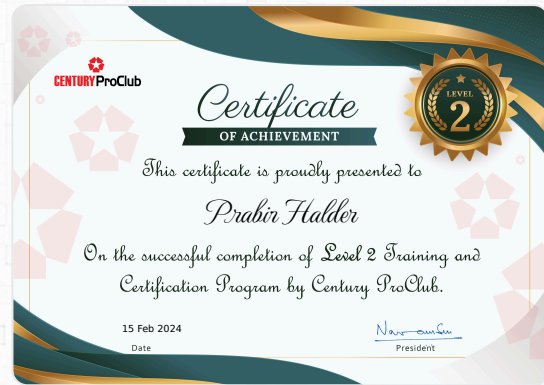 CENTURY ProClub
LEVEL
2
Certificate
OF ACHIEVEMENT
This certificate is proudly presented to
Prabir Halder
On the successful completion of Level 2 Training and
Certification Program by Century ProClub.
15 Feb 2024
Date
President